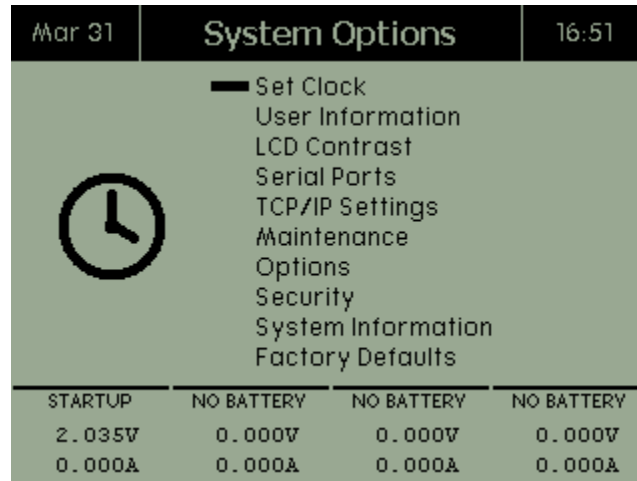 Mar 31 System Options 16:51
Set Clock
User Information
LCD Contrast
Serial Ports
TCP/IP Settings
Maintenance
Options
Security
System Information
Factory Defaults
STARTUP NO BATTERY NO BATTERY NO BATTERY
2.035V 0.000V 0.000V 0.000V
0.000A 0.000A 0.000A 0.000A